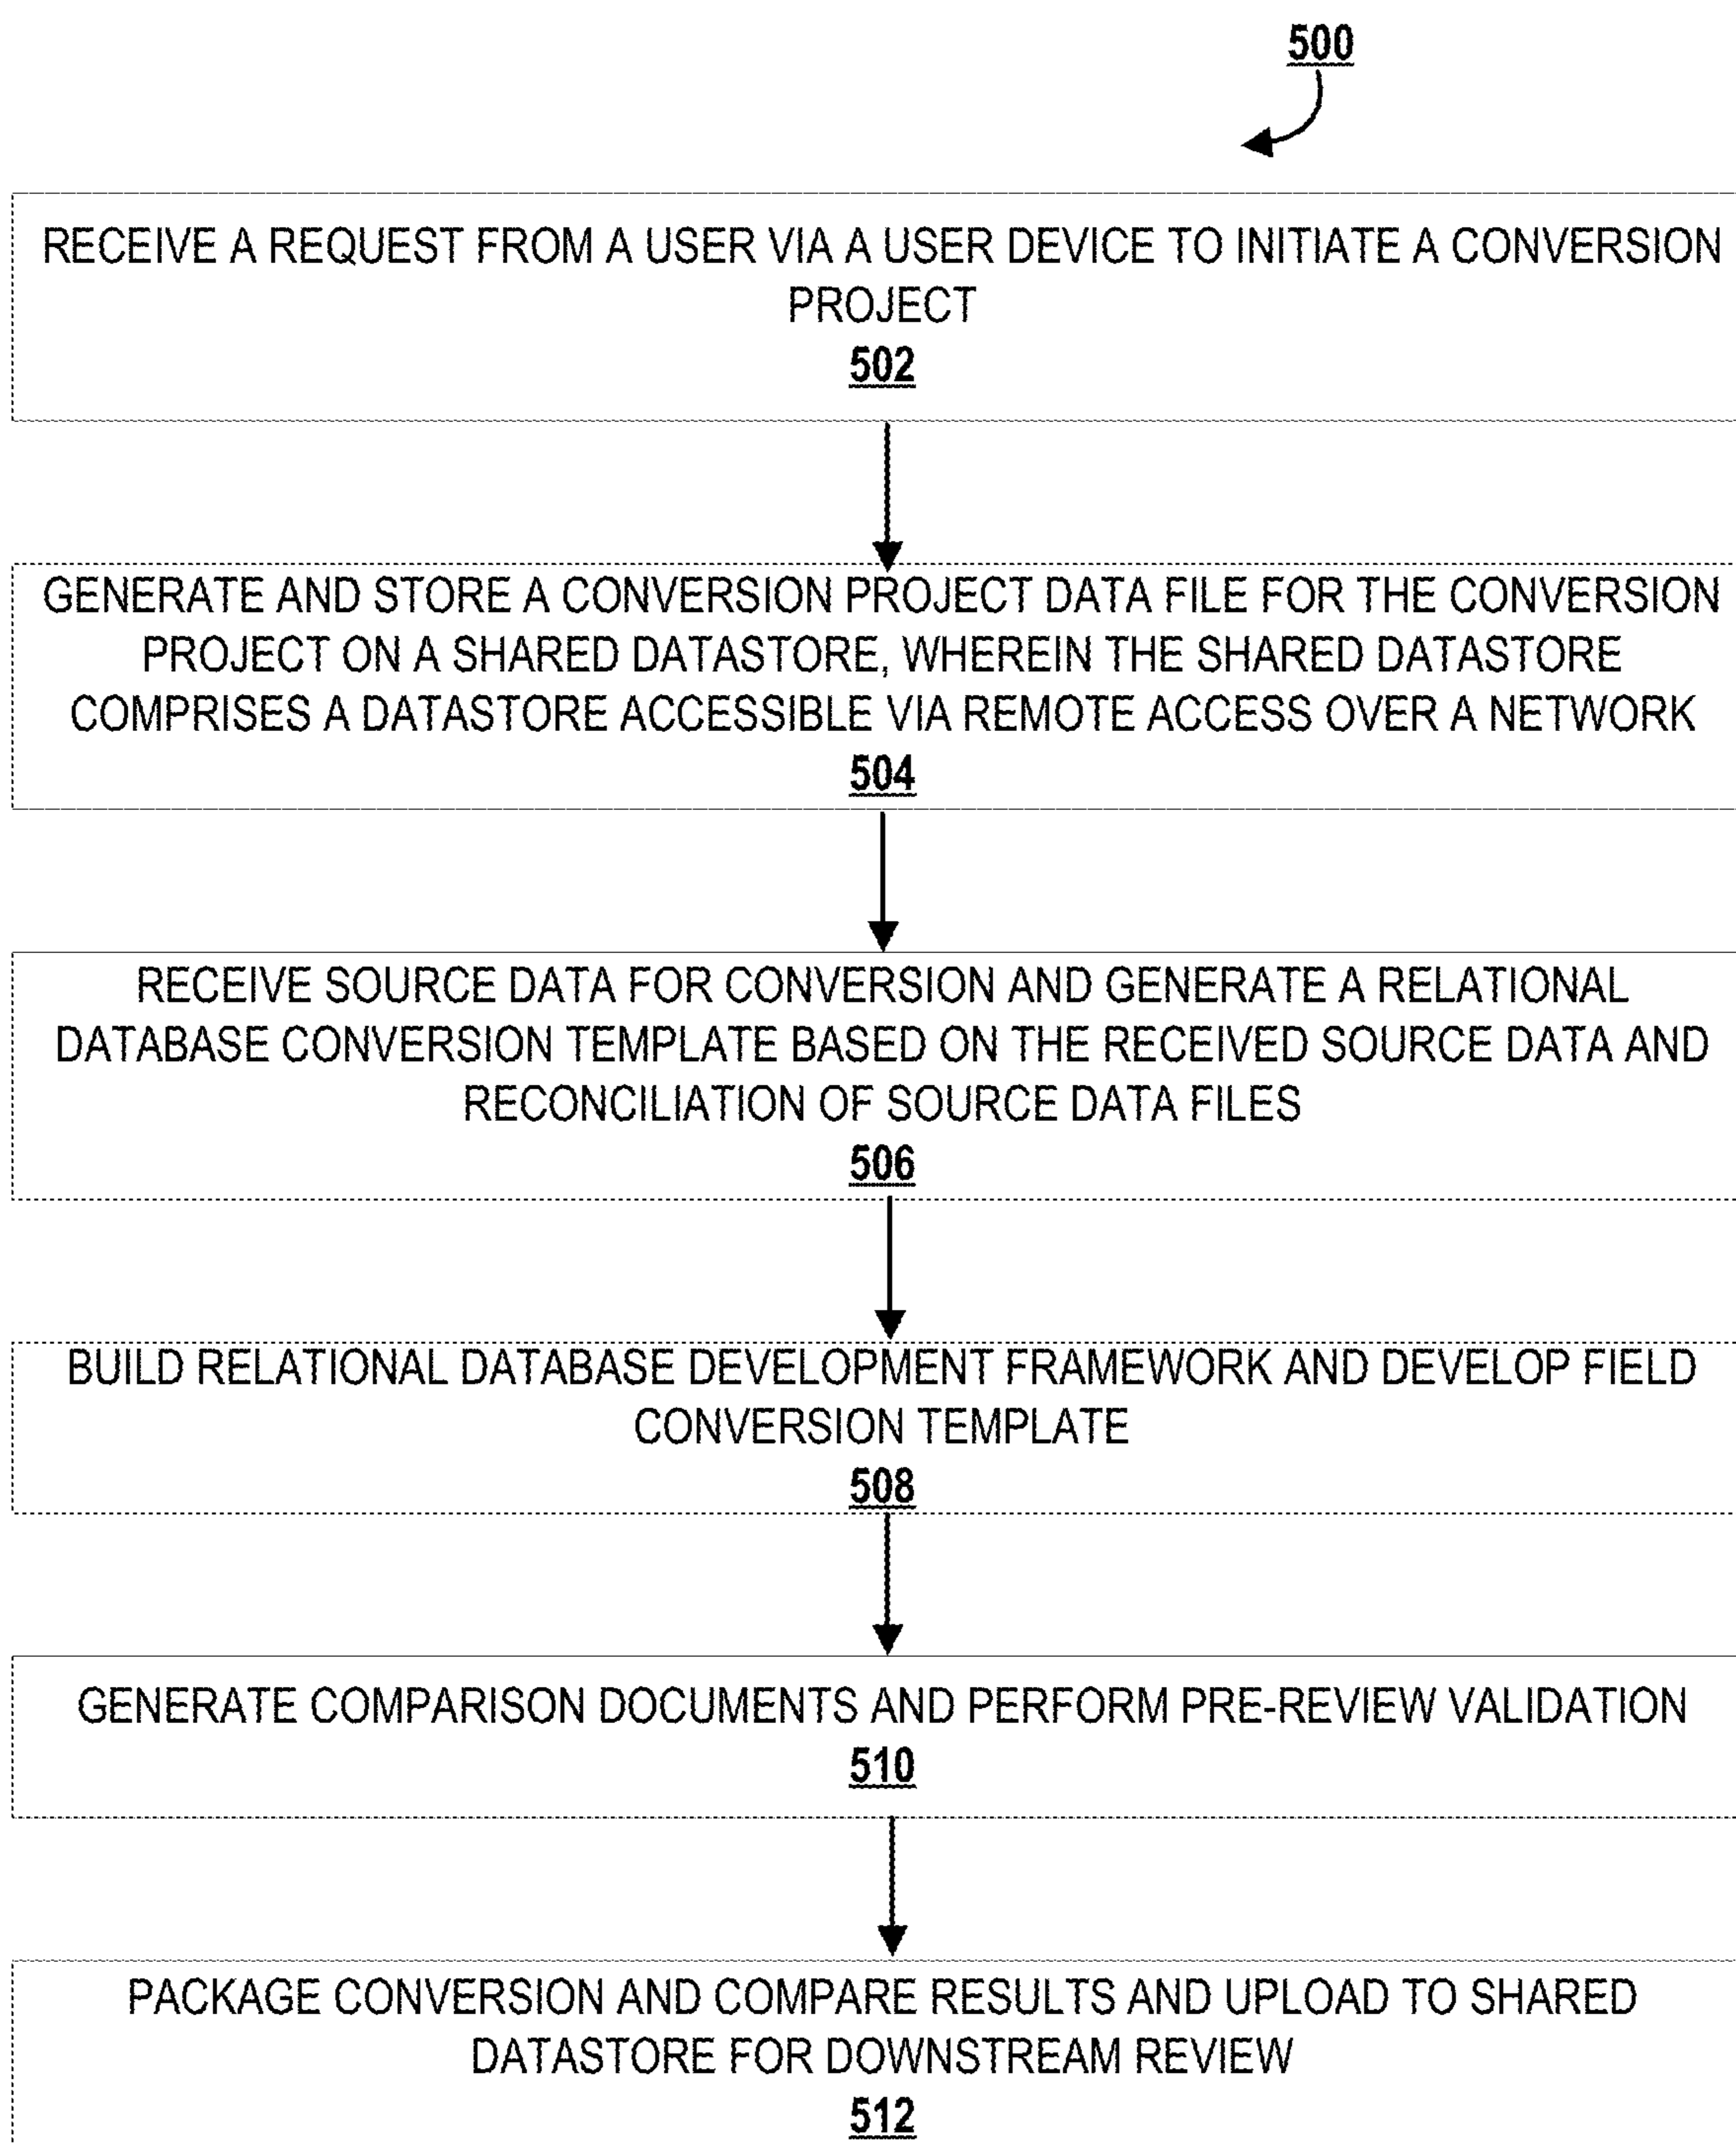 500
RECEIVE A REQUEST FROM A USER VIA A USER DEVICE TO INITIATE A CONVERSION
PROJECT
502
GENERATE AND STORE A CONVERSION PROJECT DATA FILE FOR THE CONVERSION
PROJECT ON A SHARED DATASTORE, WHEREIN THE SHARED DATASTORE
COMPRISES A DATASTORE ACCESSIBLE VIA REMOTE ACCESS OVER A NETWORK
504
RECEIVE SOURCE DATA FOR CONVERSION AND GENERATE A RELATIONAL
DATABASE CONVERSION TEMPLATE BASED ON THE RECEIVED SOURCE DATA AND
RECONCILIATION OF SOURCE DATA FILES
506
BUILD RELATIONAL DATABASE DEVELOPMENT FRAMEWORK AND DEVELOP FIELD
CONVERSION TEMPLATE
508
GENERATE COMPARISON DOCUMENTS AND PERFORM PRE-REVIEW VALIDATION
510
PACKAGE CONVERSION AND COMPARE RESULTS AND UPLOAD TO SHARED
DATASTORE FOR DOWNSTREAM REVIEW
512